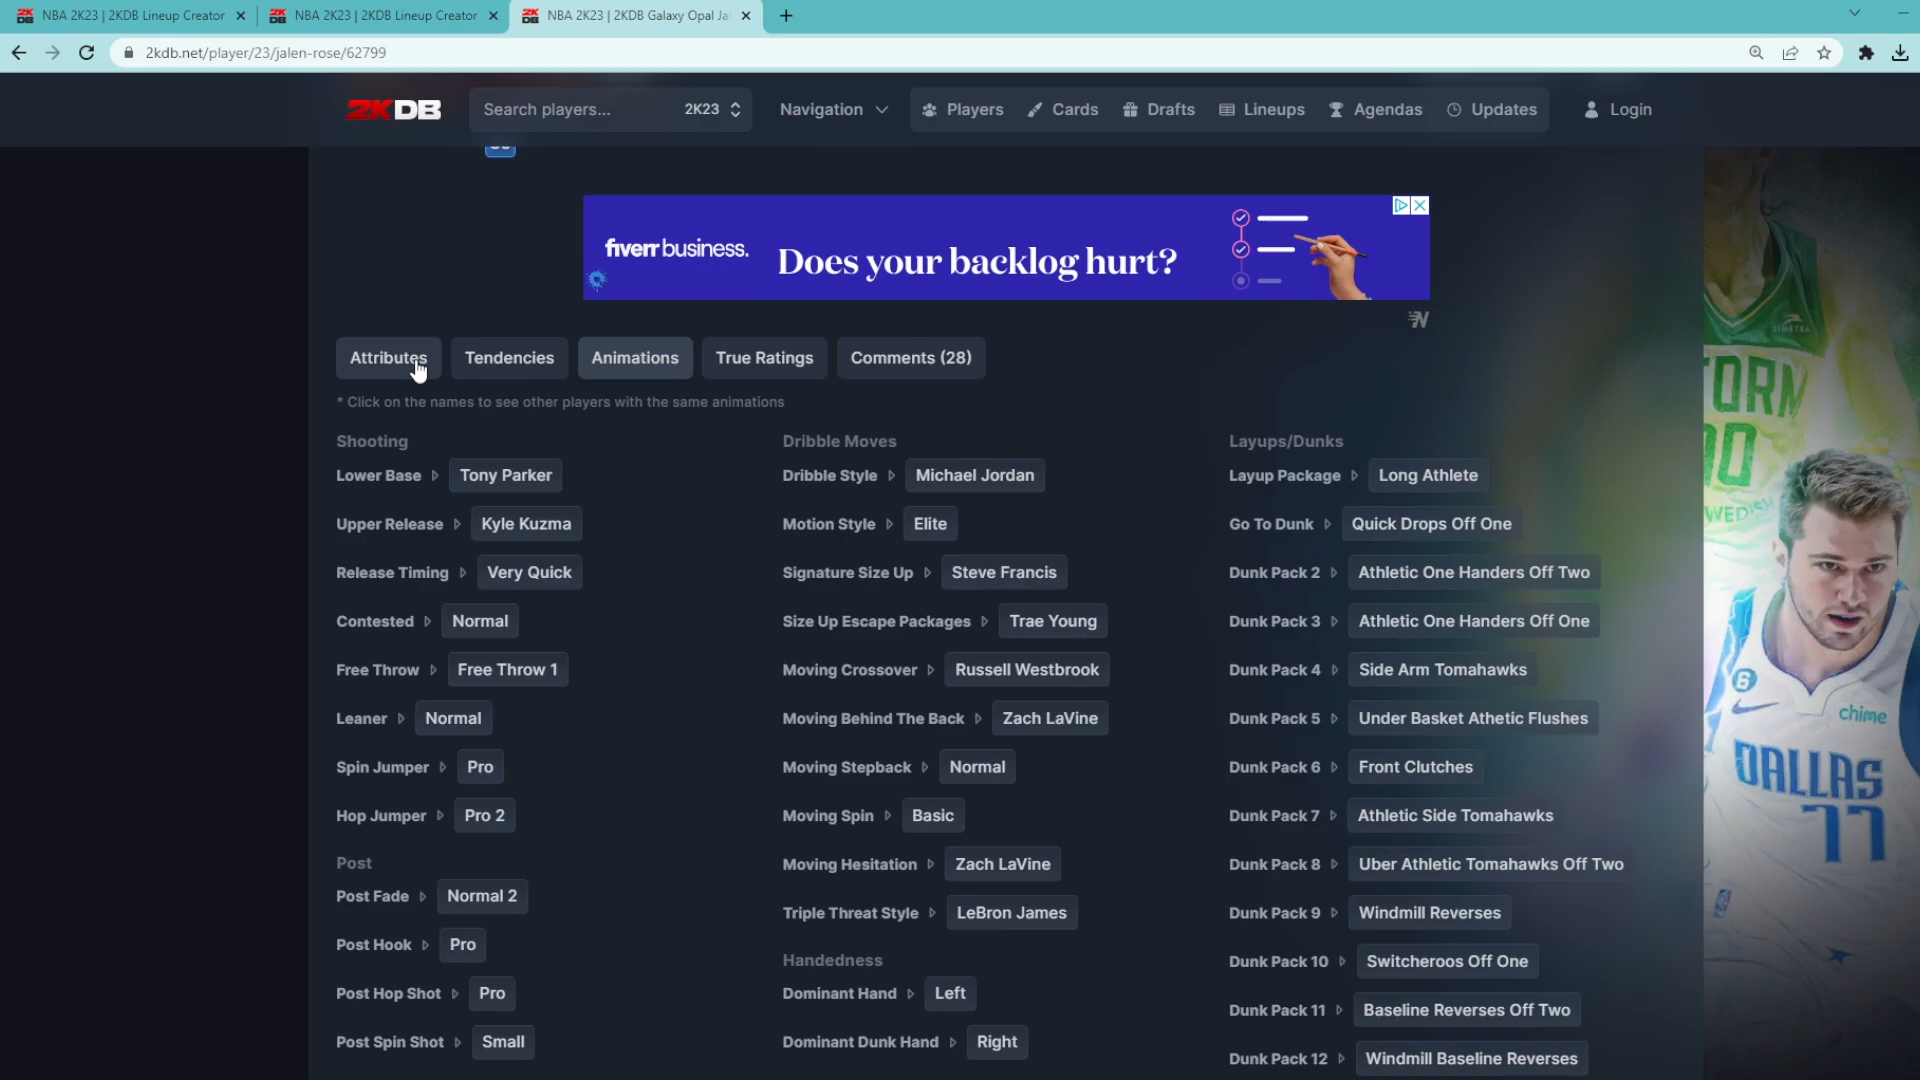 NBA 2K23 | 2KDB Lineup Creator
NBA 2K23 | 2KDB Lineup Creator
NBA 2K23 | 2KDB Galaxy Opal Ja
2kdb.net/player/23/jalen-rose/62799
2KDB
Search players...
2K23
Navigation
Players
Cards
Drafts
Lineups
Agendas
Updates
Login
fiverr business.
Does your backlog hurt?
Attributes
Tendencies
Animations
True Ratings
Comments (28)
* Click on the names to see other players with the same animations
Shooting
Lower Base Tony Parker
Upper Release Kyle Kuzma
Release Timing Very Quick
Contested Normal
Free Throw Free Throw 1
Leaner Normal
Spin Jumper Pro
Hop Jumper Pro 2
Post
Post Fade Normal 2
Post Hook Pro
Post Hop Shot Pro
Post Spin Shot Small
Dribble Moves
Dribble Style Michael Jordan
Motion Style Elite
Signature Size Up Steve Francis
Size Up Escape Packages Trae Young
Moving Crossover Russell Westbrook
Moving Behind The Back Zach LaVine
Moving Stepback Normal
Moving Spin Basic
Moving Hesitation Zach LaVine
Triple Threat Style LeBron James
Handedness
Dominant Hand Left
Dominant Dunk Hand Right
Layups/Dunks
Layup Package Long Athlete
Go To Dunk Quick Drops Off One
Dunk Pack 2 Athletic One Handers Off Two
Dunk Pack 3 Athletic One Handers Off One
Dunk Pack 4 Side Arm Tomahawks
Dunk Pack 5 Under Basket Athetic Flushes
Dunk Pack 6 Front Clutches
Dunk Pack 7 Athletic Side Tomahawks
Dunk Pack 8 Uber Athletic Tomahawks Off Two
Dunk Pack 9 Windmill Reverses
Dunk Pack 10 Switcheroos Off One
Dunk Pack 11 Baseline Reverses Off Two
Dunk Pack 12 Windmill Baseline Reverses
SYMETRA
TORM
10
SWEDISH
6
chime
DALLAS
77